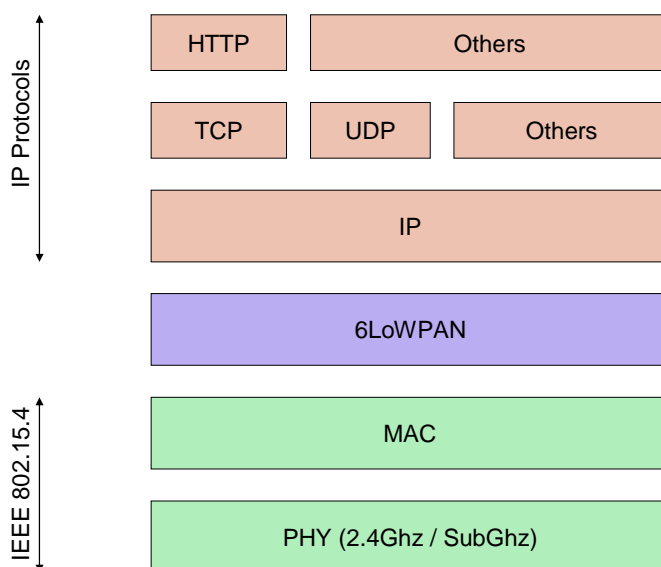 HTTP
Others
IP Protocols
TCP
UDP
Others
IP
6LoWPAN
IEEE 802.15.4
MAC
PHY (2.4Ghz / SubGhz)